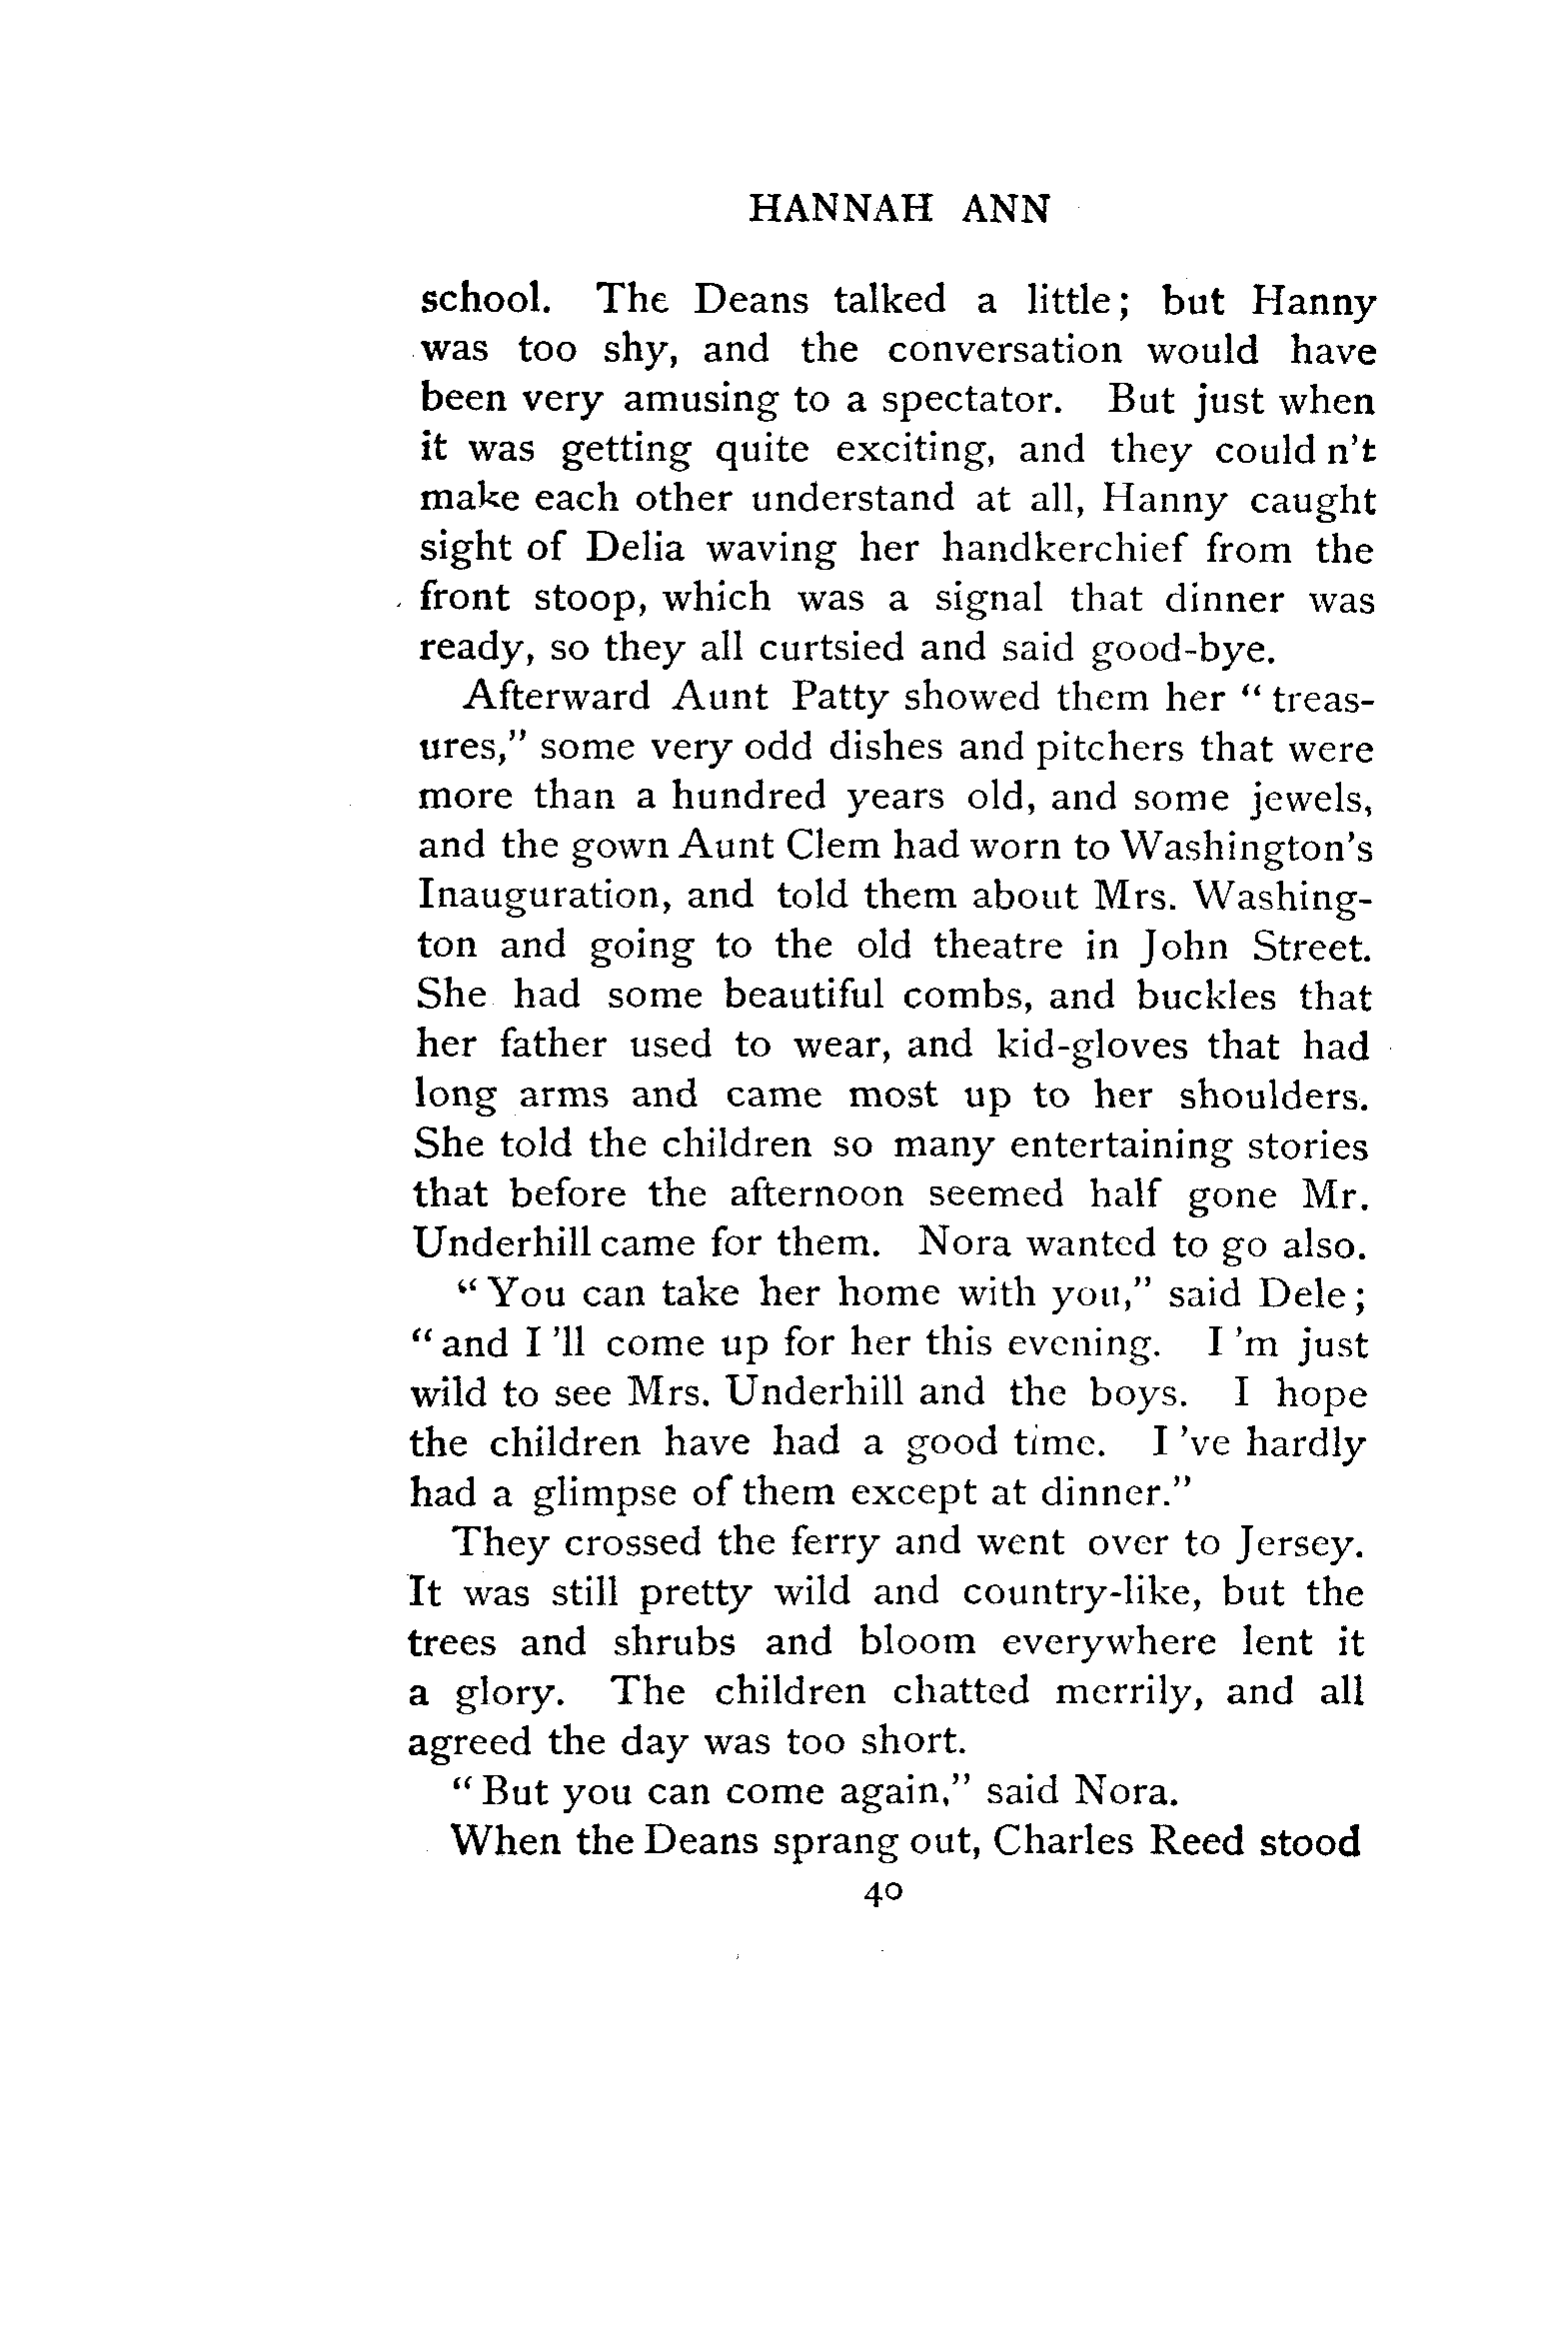 HANNAH ANN
school. The Deans talked a little; but Hanny
was too shy, and the conversation would have
been very amusing to a spectator. But just when
it was getting quite exciting, and they could n't
make each other understand at all, Hanny caught
sight of Delia waving her handkerchief from the
front stoop, which was a signal that dinner was
ready, so they all curtsied and said good-bye.
Afterward Aunt Patty showed them her " treas-
ures," some very odd dishes and pitchers that were
more than a hundred years old, and some jewels,
and the gown Aunt Clem had worn to Washington's
Inauguration, and told them about Mrs. Washing-
ton and going to the old theatre in John Street.
She had some beautiful combs, and buckles that
her father used to wear, and kid-gloves that had
long arms and came most up to her shoulders.
She told the children so many entertaining stories
that before the afternoon seemed half gone Mr.
Underhill came for them. Nora wanted to go also.
" You can take her home with you," said Dele;
" and I 'll come up for her this evening. I 'm just
wild to see Mrs. Underhill and the boys. I hope
the children have had a good time. I 've hardly
had a glimpse of them except at dinner."
They crossed the ferry and went over to Jersey.
It was still pretty wild and country-like, but the
trees and shrubs and bloom everywhere lent it
a glory. The children chatted merrily, and all
agreed the day was too short.
" But you can come again," said Nora.
When the Deans sprang out, Charles Reed stood
40